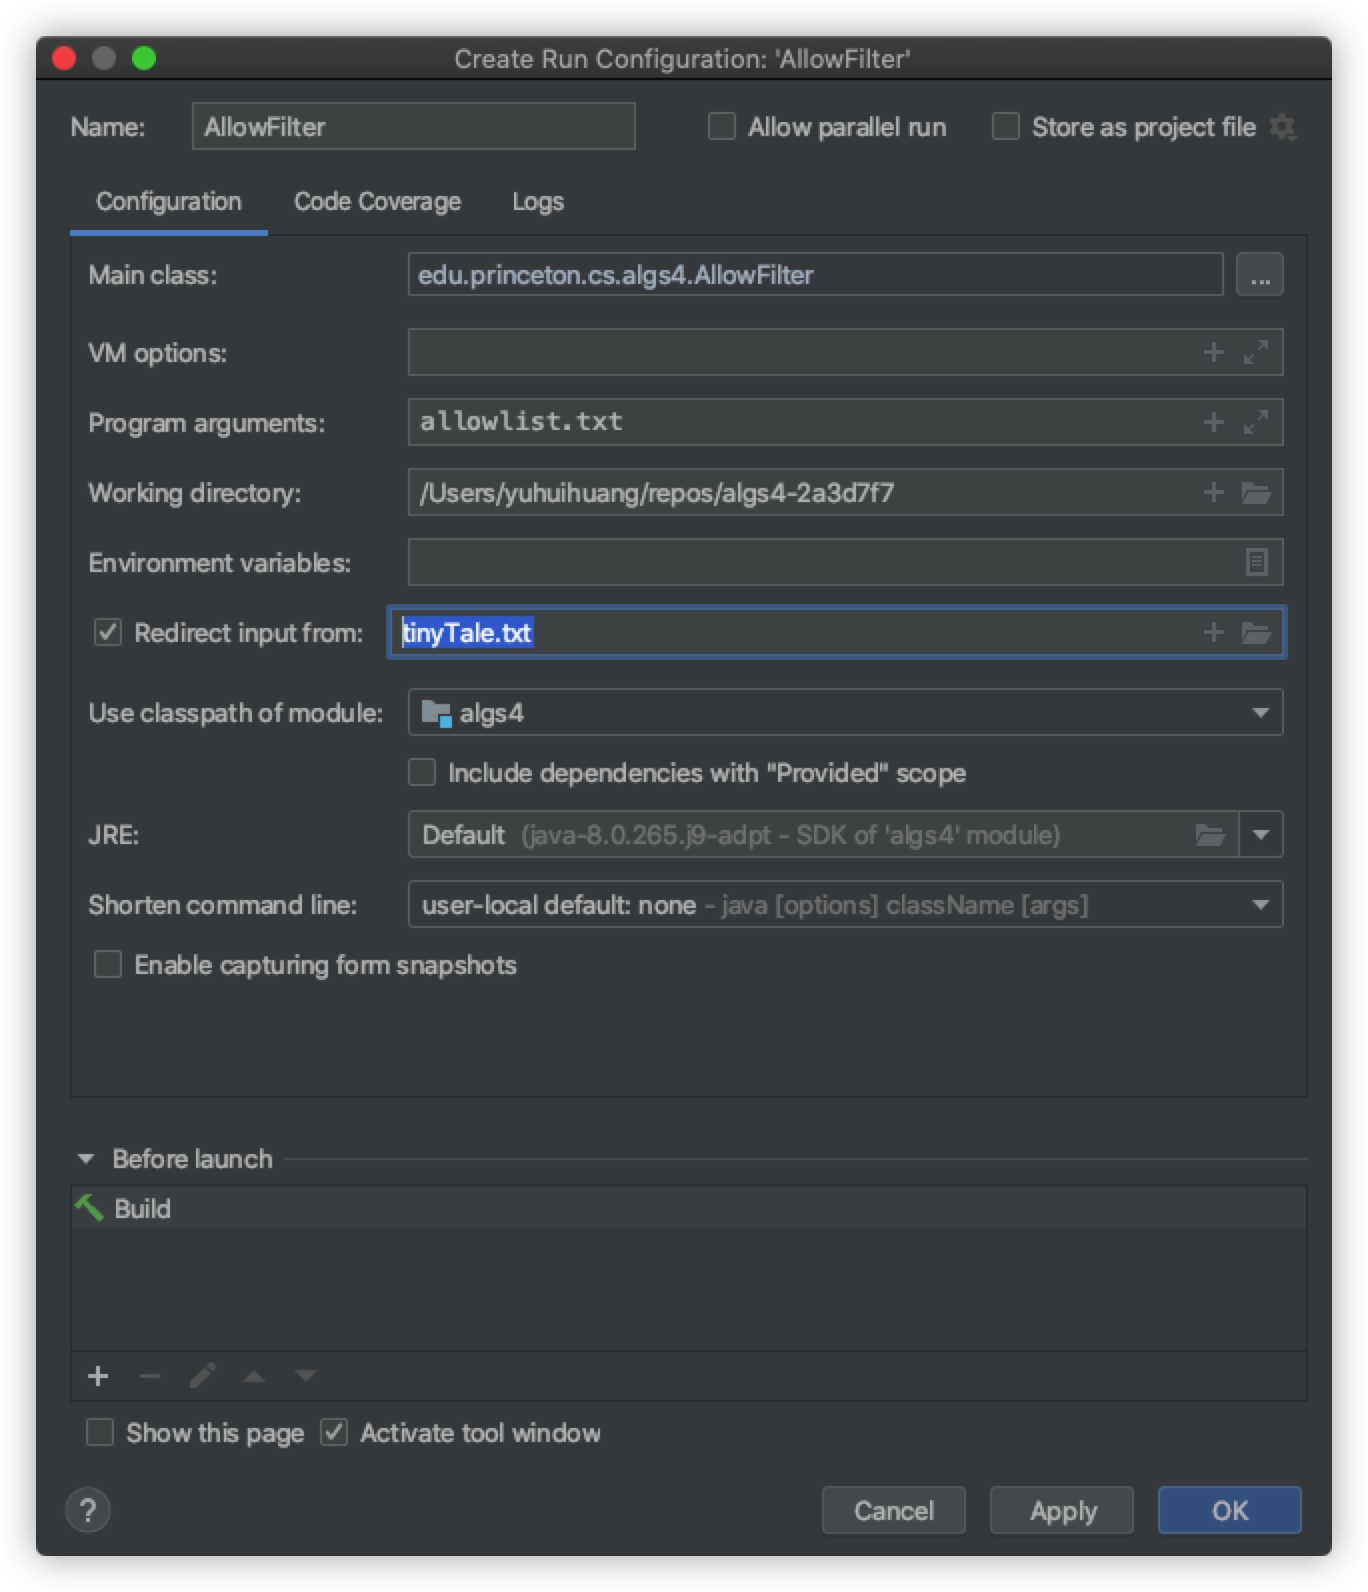 Create Run Configuration: 'AllowFilter'
Name: AllowFilter Allow parallel run Store as project file
Configuration Code Coverage Logs
Main class: edu.princeton.cs.algs4.AllowFilter ...
VM options:
Program arguments: allowlist.txt
Working directory: /Users/yuhuihuang/repos/algs4-2a3d7f7
Environment variables:
Redirect input from: tinyTale.txt
Use classpath of module: algs4
Include dependencies with "Provided" scope
JRE: Default (java-8.0.265.j9-adpt - SDK of 'algs4' module)
Shorten command line: user-local default: none - java [options] className [args]
Enable capturing form snapshots
Before launch
Build
Show this page Activate tool window
? Cancel Apply OK